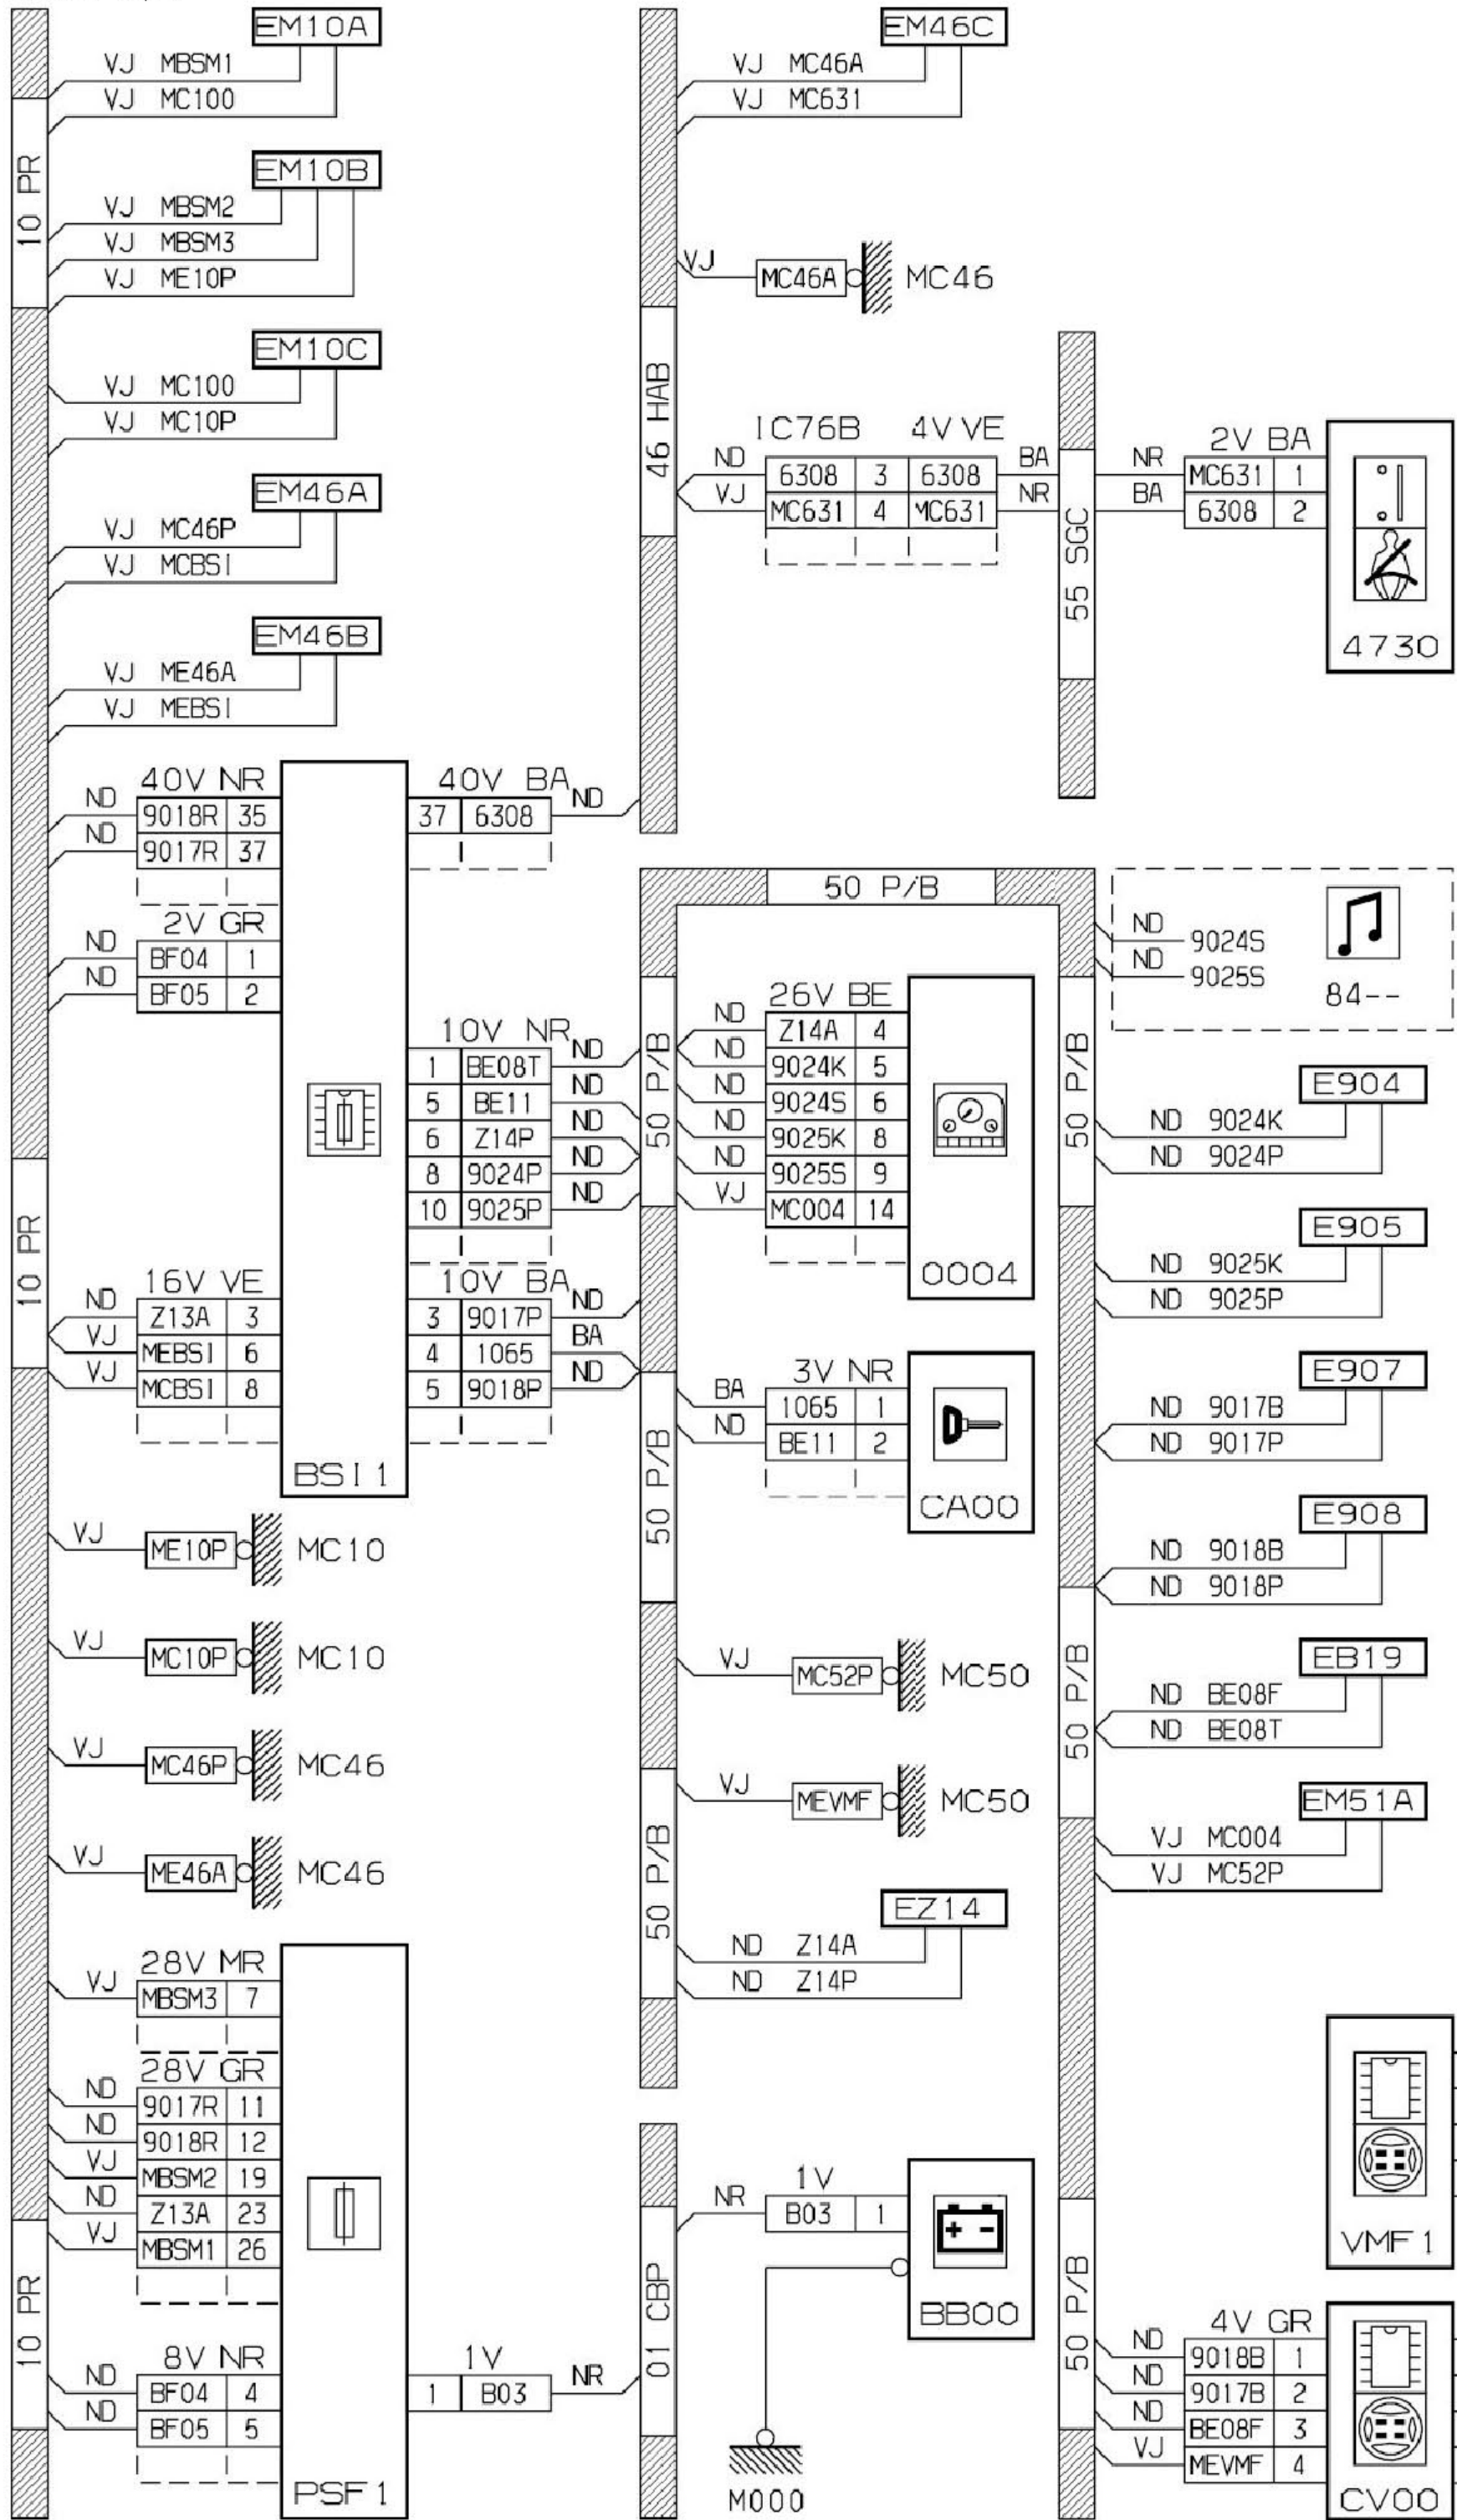 EM10A
VJ MBSM1
VJ MC100
10 PR
EM10B
VJ MBSM2
VJ MBSM3
VJ ME10P
EM10C
VJ MC100
VJ MC10P
EM46A
VJ MC46P
VJ MCBSI
EM46B
VJ ME46A
VJ MEBSI
40V NR
ND 9018R 35
ND 9017R 37
2V GR
ND BF04 1
ND BF05 2
10 PR
16V VE
ND Z13A 3
VJ MEBSI 6
VJ MCBSI 8
40V BA
37 6308 ND
10V NR
1 BE08T ND
5 BE11 ND
6 Z14P ND
8 9024P ND
10 9025P ND
10V BA
3 9017P ND
4 1065 BA
5 9018P ND
BSI1
VJ ME10P MC10
VJ MC10P MC10
VJ MC46P MC46
VJ ME46A MC46
28V MR
VJ MBSM3 7
28V GR
ND 9017R 11
ND 9018R 12
VJ MBSM2 19
ND Z13A 23
VJ MBSM1 26
10 PR
8V NR
ND BF04 4
ND BF05 5
1V
1 B03 NR
PSF1
EM46C
VJ MC46A
VJ MC631
VJ MC46A MC46
46 HAB
IC76B 4V VE
ND 6308 3 6308 BA
VJ MC631 4 MC631 NR
55 SGC
2V BA
NR MC631 1
BA 6308 2
4730
50 P/B
50 P/B
26V BE
ND Z14A 4
ND 9024K 5
ND 9024S 6
ND 9025K 8
ND 9025S 9
VJ MC004 14
0004
50 P/B
3V NR
BA 1065 1
ND BE11 2
CA00
VJ MC52P MC50
VJ MEVMF MC50
50 P/B
EZ14
ND Z14A
ND Z14P
01 CBP
1V
NR B03 1
+ -
BB00
M000
ND 9024S
ND 9025S
84--
50 P/B
E904
ND 9024K
ND 9024P
E905
ND 9025K
ND 9025P
E907
ND 9017B
ND 9017P
E908
ND 9018B
ND 9018P
50 P/B
EB19
ND BE08F
ND BE08T
EM51A
VJ MC004
VJ MC52P
VMF1
50 P/B
4V GR
ND 9018B 1
ND 9017B 2
ND BE08F 3
VJ MEVMF 4
CV00